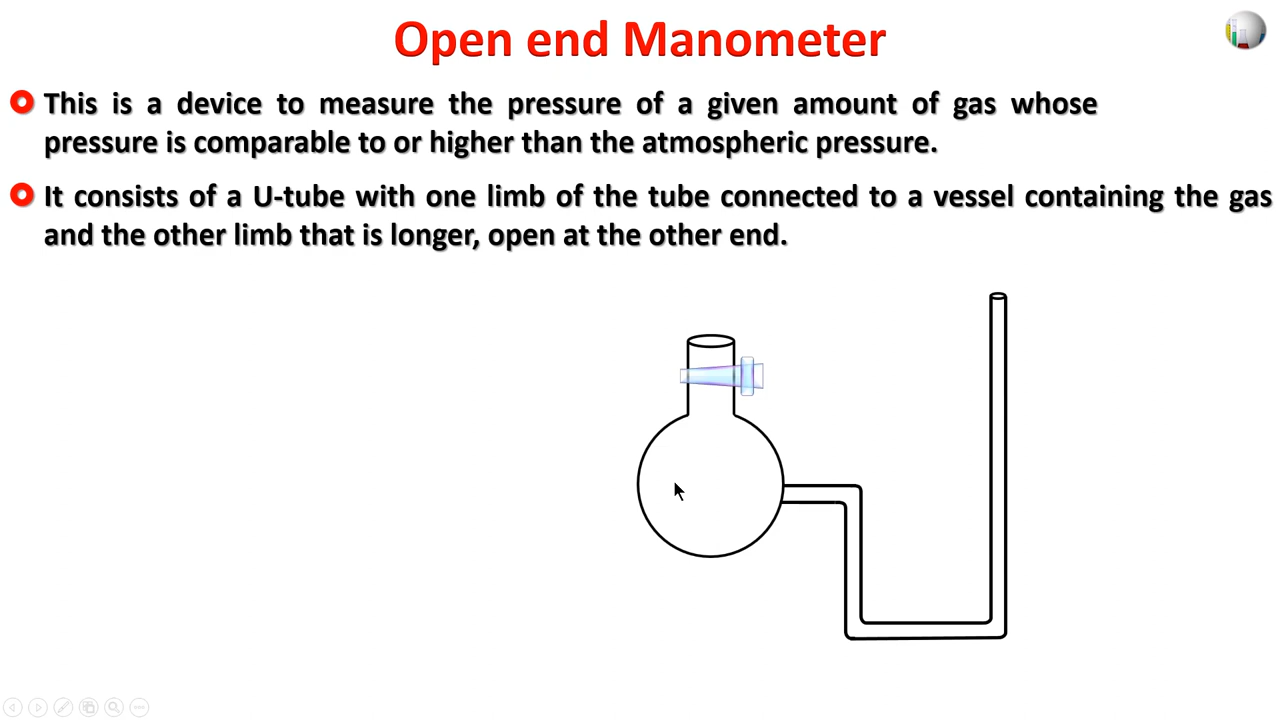 Open end Manometer
This is a device to measure the pressure of a given amount of gas whose
pressure is comparable to or higher than the atmospheric pressure.
It consists of a U-tube with one limb of the tube connected to a vessel containing the gas
and the other limb that is longer, open at the other end.